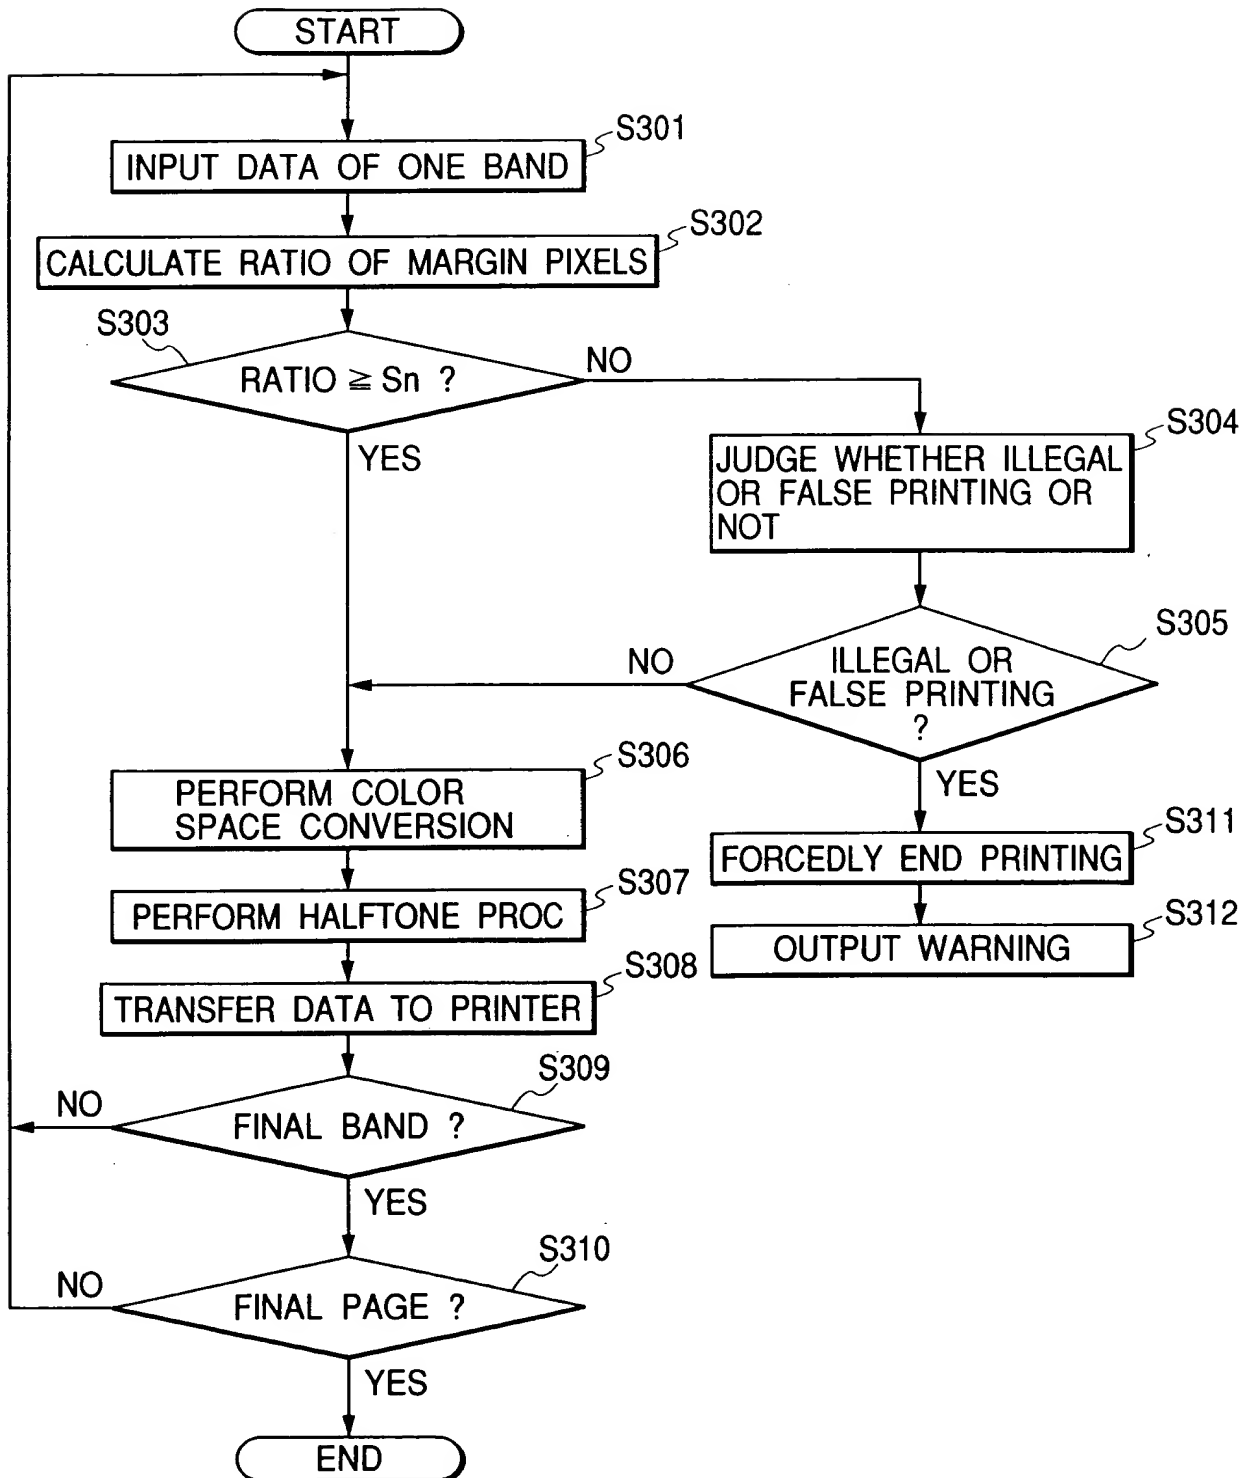 START
S301
INPUT DATA OF ONE BAND
S302
CALCULATE RATIO OF MARGIN PIXELS
S303
RATIO ≧ Sn ?
NO
YES
S304
JUDGE WHETHER ILLEGAL
OR FALSE PRINTING OR
NOT
S305
ILLEGAL OR
FALSE PRINTING
?
NO
YES
S306
PERFORM COLOR
SPACE CONVERSION
S311
FORCEDLY END PRINTING
S307
PERFORM HALFTONE PROC
S312
OUTPUT WARNING
S308
TRANSFER DATA TO PRINTER
S309
FINAL BAND ?
NO
YES
S310
FINAL PAGE ?
NO
YES
END